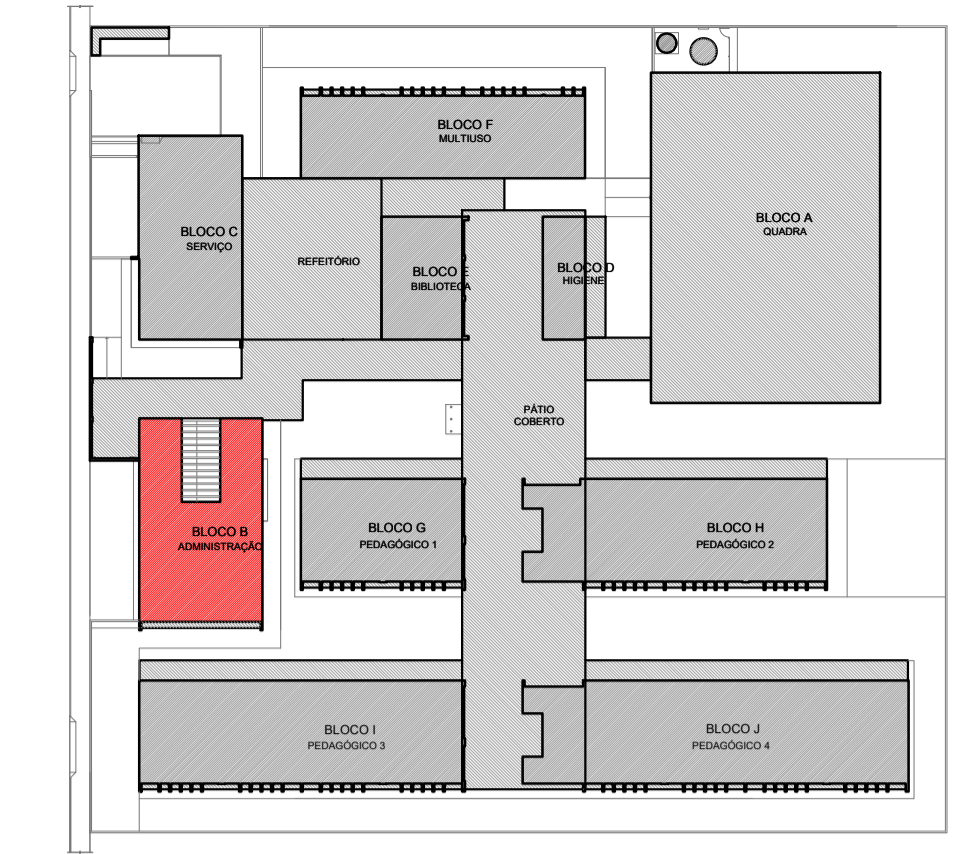 BLOCO F
MULTIUSO
BLOCO A
QUADRA
BLOCO C
SERVIÇO
REFEITÓRIO
BLOCO E
BIBLIOTECA
BLOCO D
HIGIENE
PÁTIO
COBERTO
BLOCO B
ADMINISTRAÇÃO
BLOCO G
PEDAGÓGICO 1
BLOCO H
PEDAGÓGICO 2
BLOCO I
PEDAGÓGICO 3
BLOCO J
PEDAGÓGICO 4